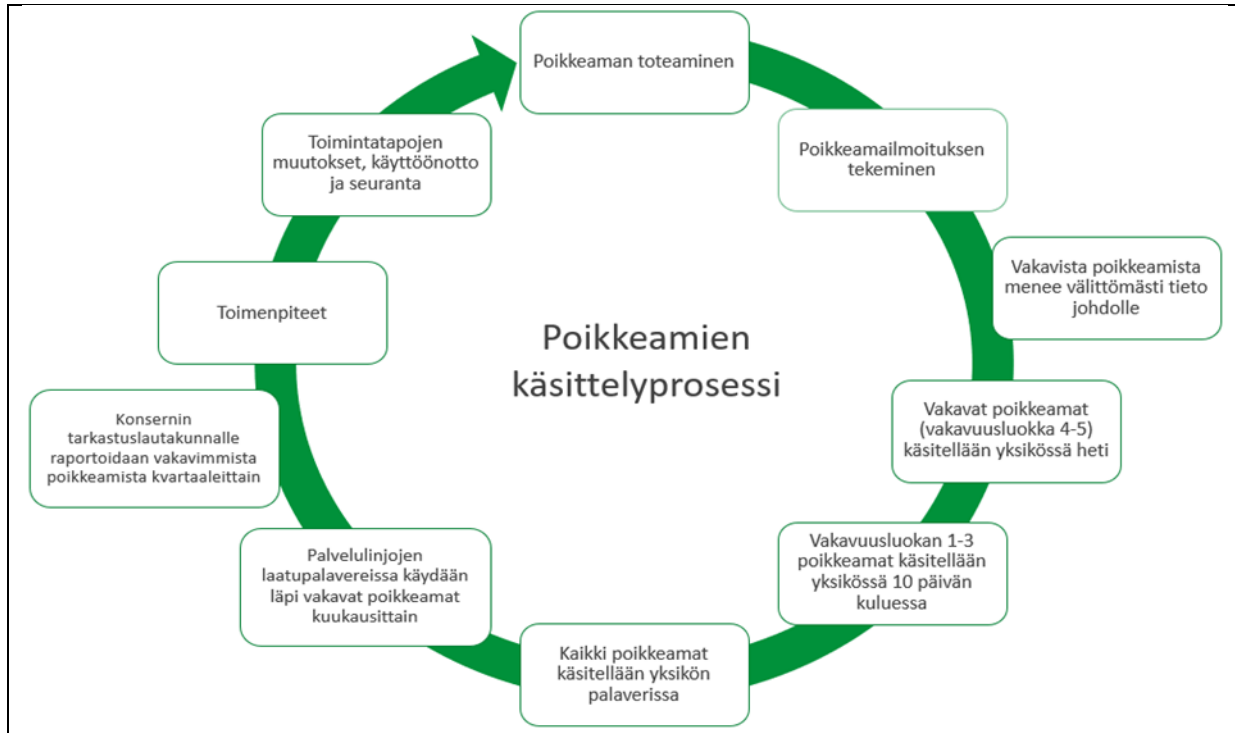 Poikkeaman toteaminen
Poikkeamailmoituksen
tekeminen
Vakavista poikkeamista
menee välittömästi tieto
johdolle
Vakavat poikkeamat
(vakavuusluokka 4-5)
käsitellään yksikössä heti
Vakavuusluokan 1-3
poikkeamat käsitellään
yksikössä 10 päivän
kuluessa
Kaikki poikkeamat
käsitellään yksikön
palaverissa
Palvelulinjojen
laatupalavereissa käydään
läpi vakavat poikkeamat
kuukausittain
Konsernin
tarkastuslautakunnalle
raportoidaan vakavimmista
poikkeamista kvartaaleittain
Toimenpiteet
Toimintatapojen
muutokset, käyttöönotto
ja seuranta
Poikkeamien
käsittelyprosessi